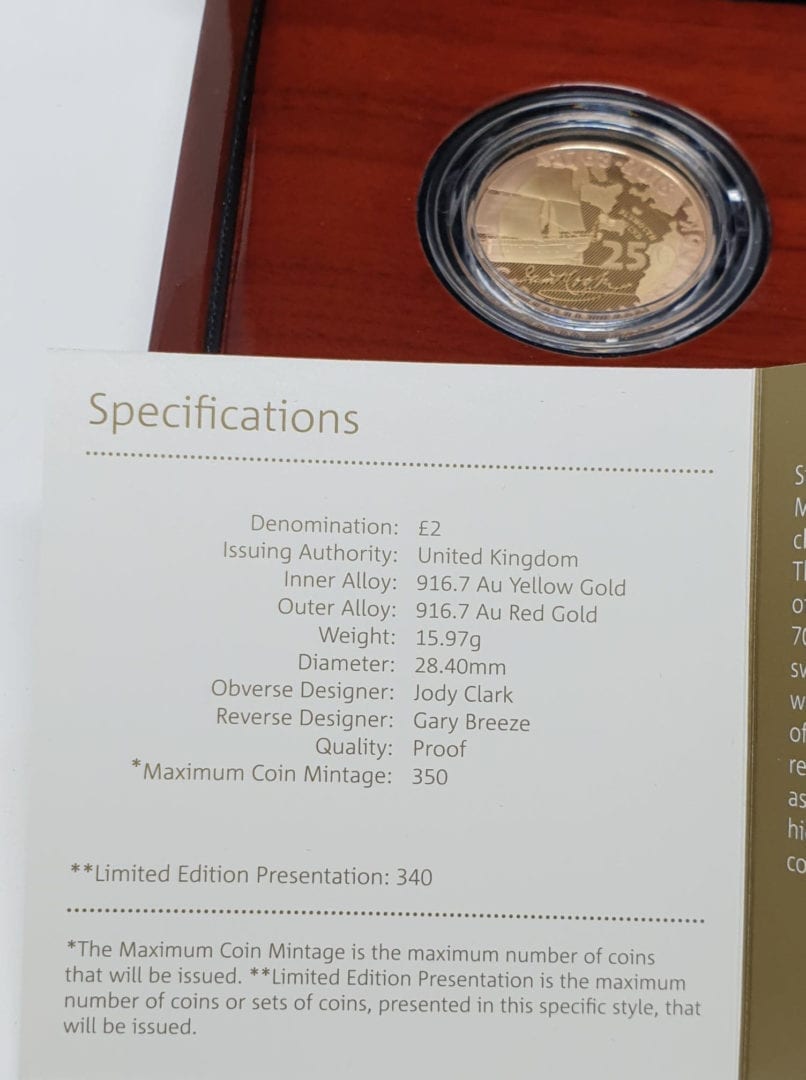 25
Specifications
Denomination: £2
Issuing Authority: United Kingdom
Inner Alloy: 916.7 Au Yellow Gold
Outer Alloy: 916.7 Au Red Gold
Weight: 15.97g
Diameter: 28.40mm
Obverse Designer: Jody Clark
Reverse Designer: Gary Breeze
Quality: Proof
*Maximum Coin Mintage: 350
**Limited Edition Presentation: 340
*The Maximum Coin Mintage is the maximum number of coins
that will be issued. **Limited Edition Presentation is the maximum
number of coins or sets of coins, presented in this specific style, that
will be issued.